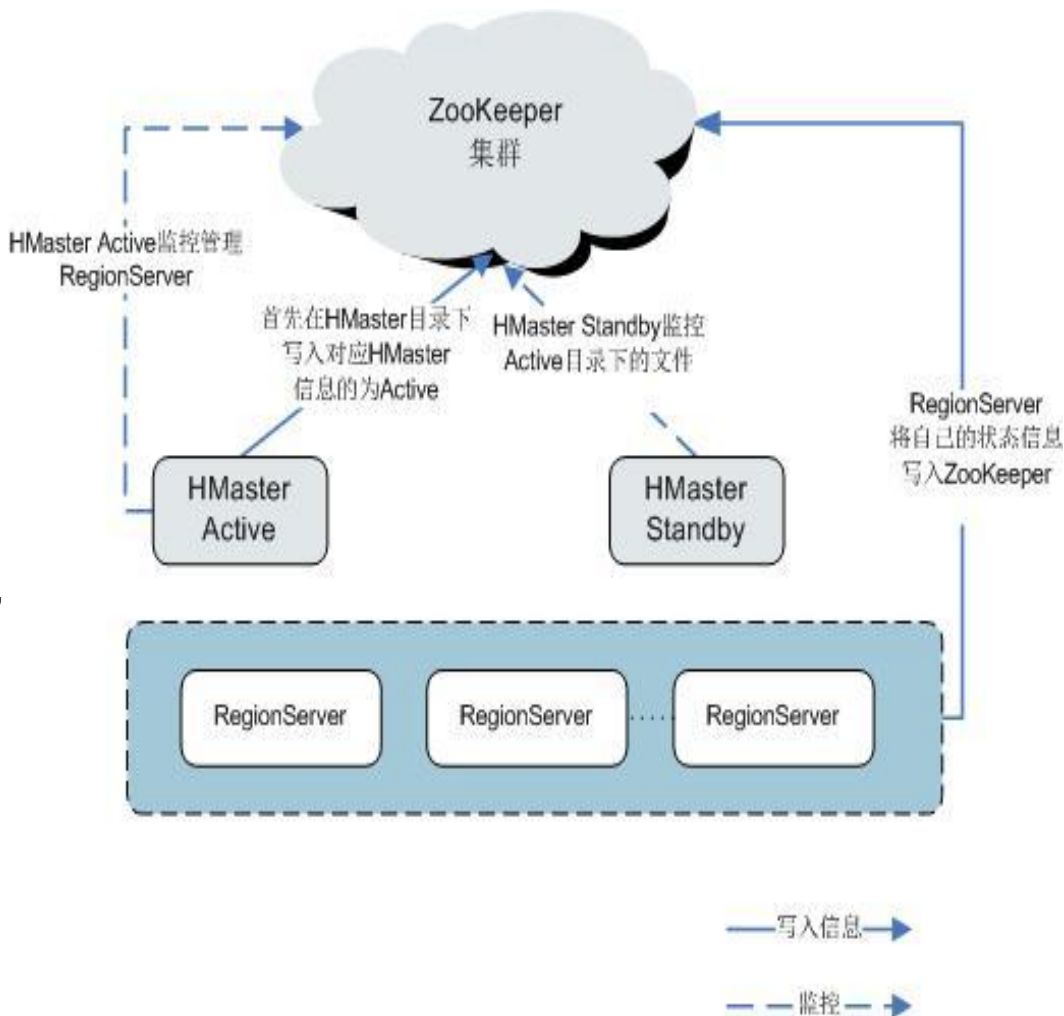 ZooKeeper
集群
HMaster Active监控管理
RegionServer
首先在HMaster目录下
写入对应HMaster
信息的为Active
HMaster Standby监控
Active目录下的文件
RegionServer
将自己的状态信息
写入ZooKeeper
HMaster
Active
HMaster
Standby
RegionServer
RegionServer
RegionServer
写入信息
监控